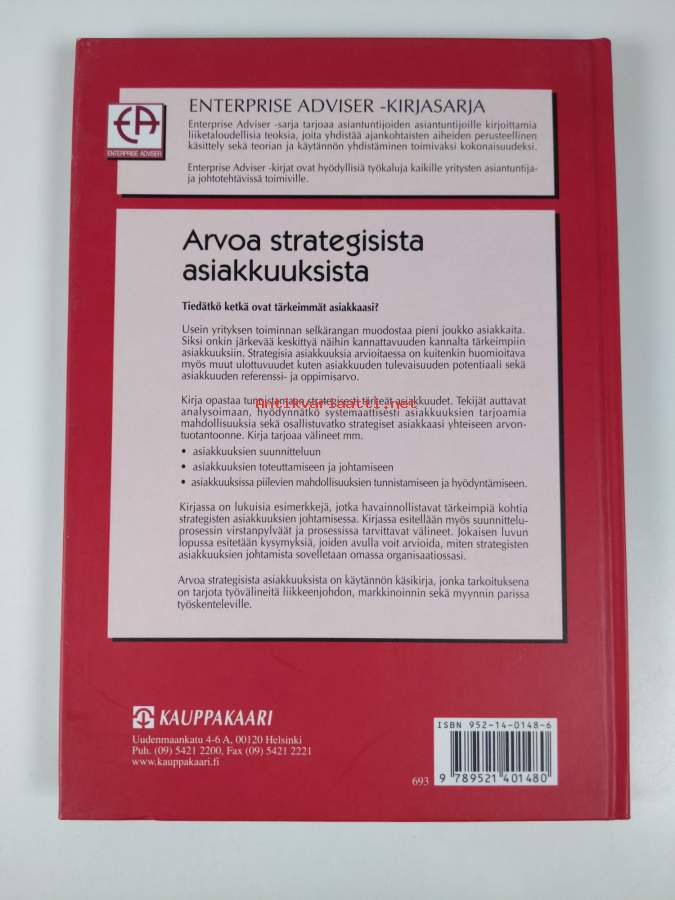 ENTERPRISE ADVISER -KIRJASARJA
Enterprise Adviser -sarja tarjoaa asiantuntijoiden asiantuntijoille kirjoittamia
liiketaloudellisia teoksia, joita yhdistää ajankohtaisten aiheiden perusteellinen
käsittely sekä teorian ja käytännön yhdistäminen toimivaksi kokonaisuudeksi.
Enterprise Adviser -kirjat ovat hyödyllisiä työkaluja kaikille yritysten asiantuntija-
ja johtotehtävissä toimiville.
EA
ENTERPRISE ADVISER
Arvoa strategisista
asiakkuuksista
Tiedätkö ketkä ovat tärkeimmät asiakkaasi?
Usein yrityksen toiminnan selkärangan muodostaa pieni joukko asiakkaita.
Siksi onkin järkevää keskittyä näihin kannattavuuden kannalta tärkeimpiin
asiakkuuksiin. Strategisia asiakkuuksia arvioitaessa on kuitenkin huomioitava
myös muut ulottuvuudet kuten asiakkuuden tulevaisuuden potentiaali sekä
asiakkuuden referenssi- ja oppimisarvo.
Kirja opastaa tunnistamaan strategisesti tärkeät asiakkuudet. Tekijät auttavat
Antikvariaatti.net
analysoimaan, hyödynnätkö systemaattisesti asiakkuuksien tarjoamia
mahdollisuuksia sekä osallistuvatko strategiset asiakkaasi yhteiseen arvon-
tuotantoonne. Kirja tarjoaa välineet mm.
• asiakkuuksien suunnitteluun
• asiakkuuksien toteuttamiseen ja johtamiseen
• asiakkuuksissa piilevien mahdollisuuksien tunnistamiseen ja hyödyntämiseen.
Kirjassa on lukuisia esimerkkejä, jotka havainnollistavat tärkeimpiä kohtia
strategisten asiakkuuksien johtamisessa. Kirjassa esitellään myös suunnittelu-
prosessin virstanpylväät ja prosessissa tarvittavat välineet. Jokaisen luvun
lopussa esitetään kysymyksiä, joiden avulla voit arvioida, miten strategisten
asiakkuuksien johtamista sovelletaan omassa organisaatiossasi.
Arvoa strategisista asiakkuuksista on käytännön käsikirja, jonka tarkoituksena
on tarjota työvälineitä liikkeenjohdon, markkinoinnin sekä myynnin parissa
työskenteleville.
KAUPPAKAARI
Uudenmaankatu 4-6 A, 00120 Helsinki
Puh. (09) 5421 2200, Fax (09) 5421 2221
www.kauppakaari.fi
ISBN 952-14-0148-6
693
9 789521 401480